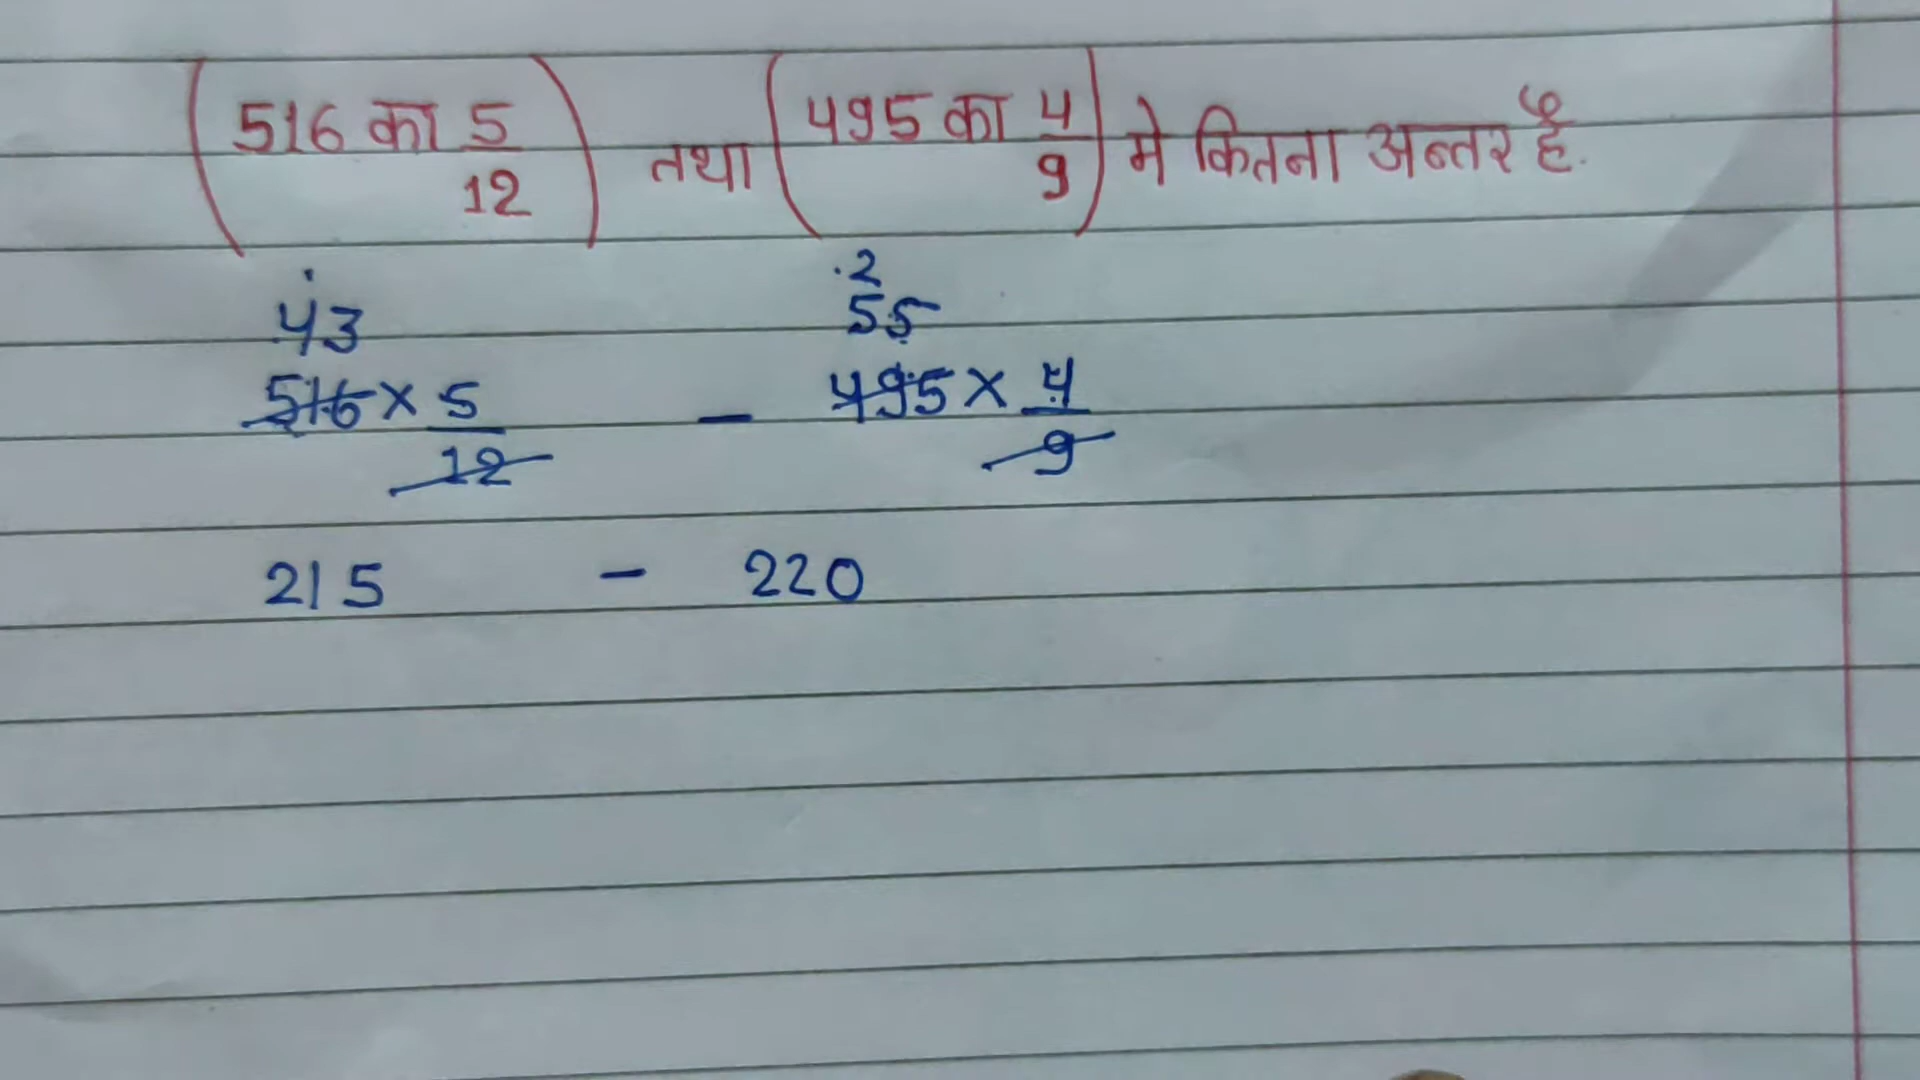 (516 का 5/12) तथा (495 का 4/9) मे कितना अन्तर है.
43 2
55
516 × 5/12 - 495 × 4/9
215 - 220